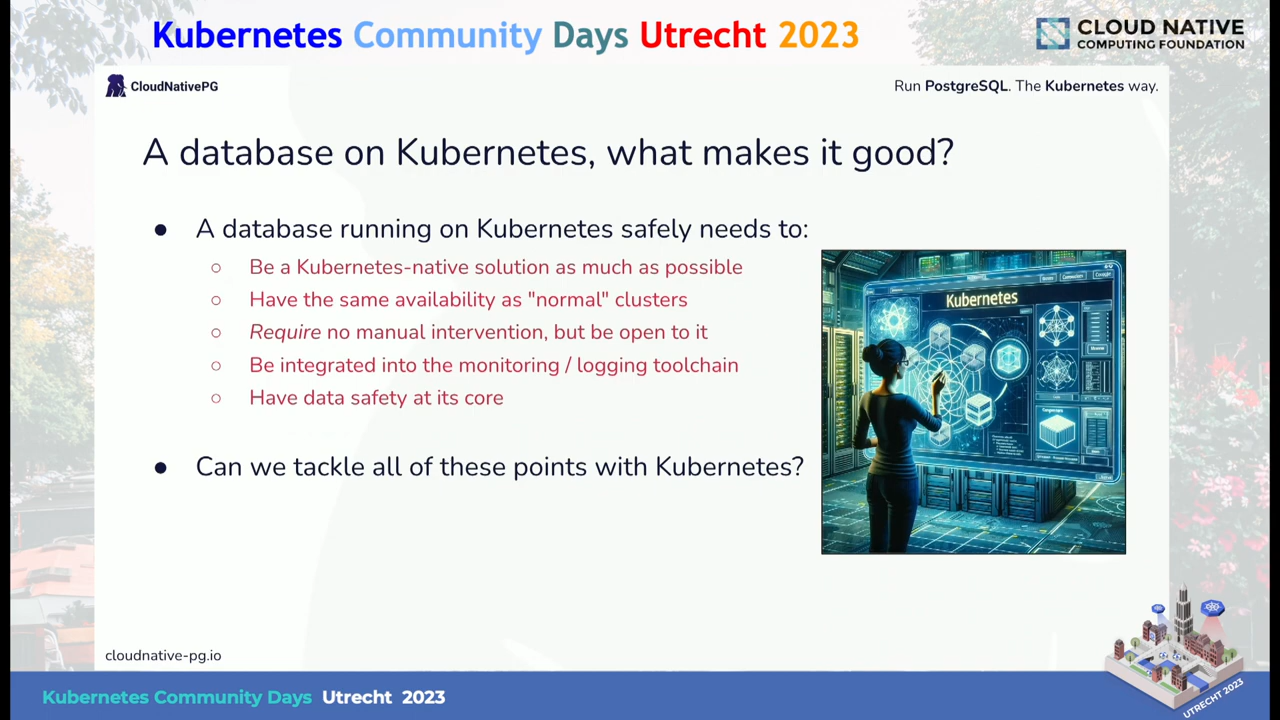 Kubernetes Community Days Utrecht 2023
CLOUD NATIVE
COMPUTING FOUNDATION
CloudNativePG
Run PostgreSQL. The Kubernetes way.
A database on Kubernetes, what makes it good?
● A database running on Kubernetes safely needs to:
○ Be a Kubernetes-native solution as much as possible
○ Have the same availability as "normal" clusters
○ Require no manual intervention, but be open to it
○ Be integrated into the monitoring / logging toolchain
○ Have data safety at its core
Kubernetes
● Can we tackle all of these points with Kubernetes?
cloudnative-pg.io
Kubernetes Community Days Utrecht 2023
UTRECHT 2023